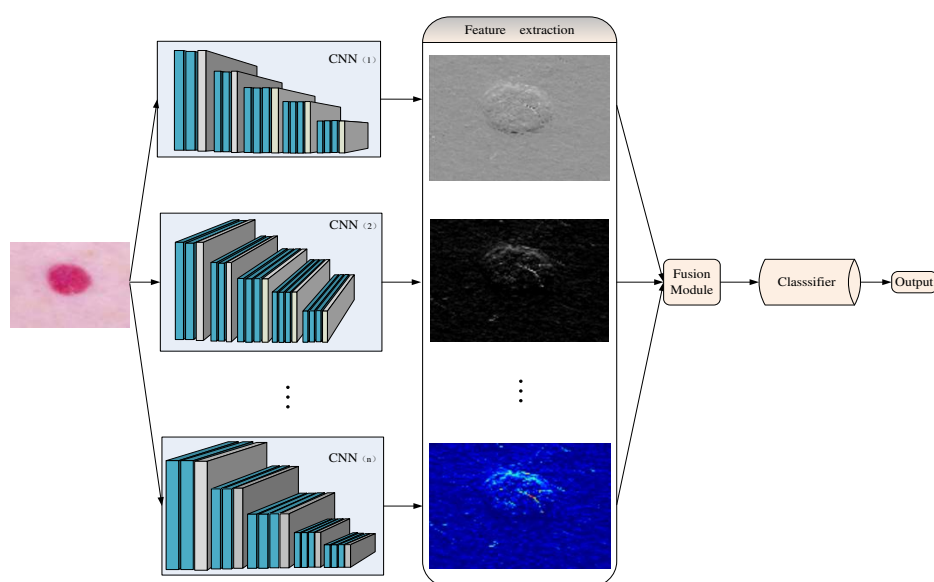 Feature extraction
CNN (1)
CNN (2)
CNN (n)
Fusion
Module
Classsifier
Output